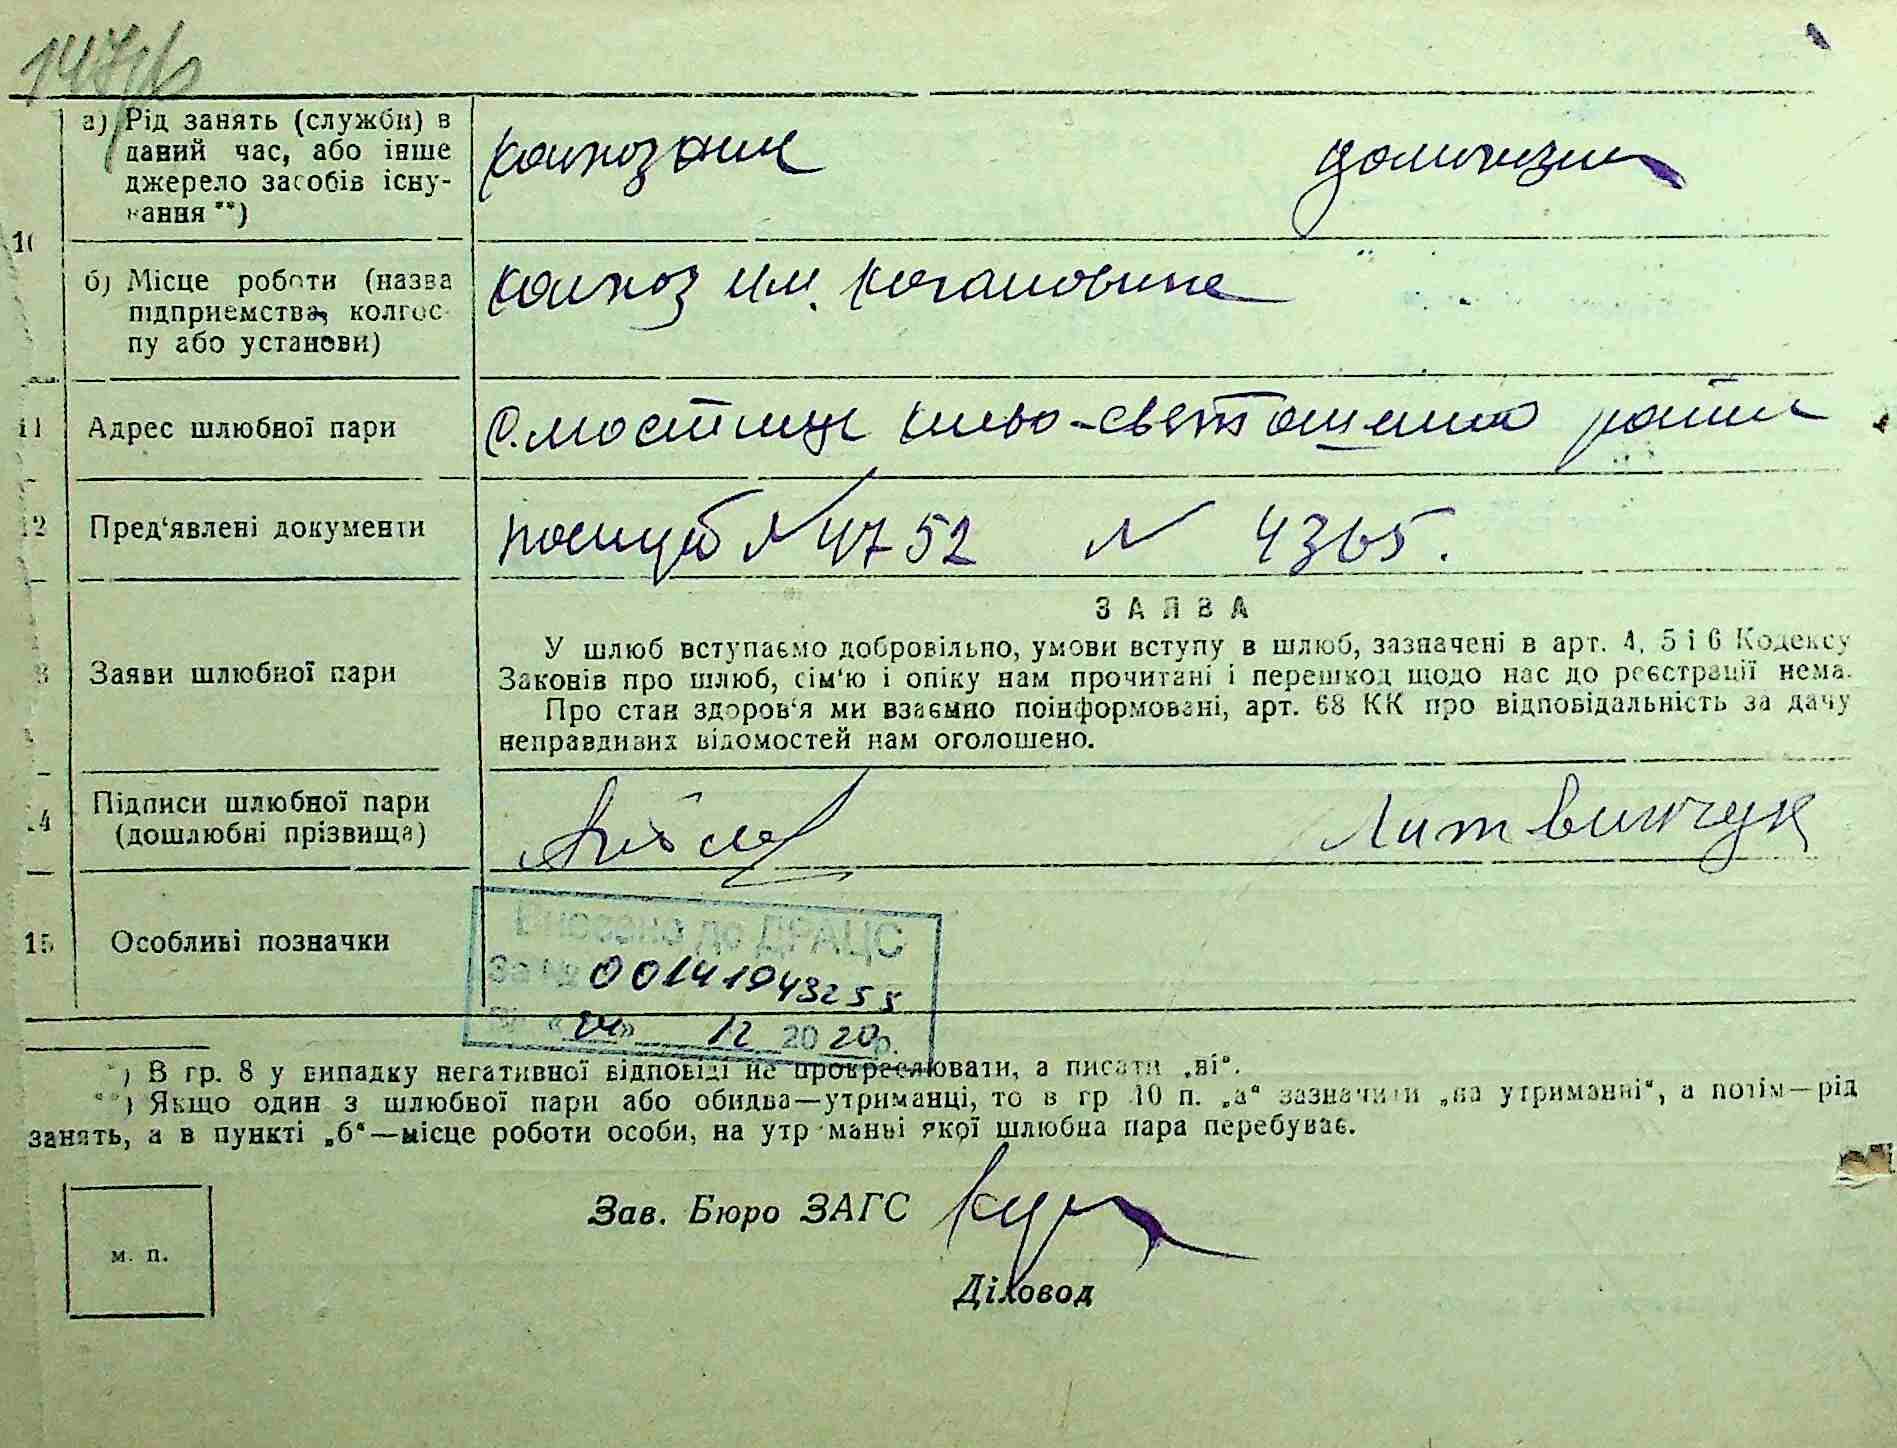 а) Рід занять (служби) в
даний час, або інше
джерело засобів існу-
вання **)
колхозник
10
б) Місце роботи (назва
підприємства, колгос-
пу або установи)
колхоз им. Кагановича
11 Адрес шлюбної пари
с. Мостище Киево-Святошинский район
12 Пред'явлені документи
паспорт № 4752 № 4365.
ЗАЯВА
Заяви шлюбної пари
У шлюб вступаємо добровільно, умови вступу в шлюб, зазначені в арт. 4, 5 і 6 Кодексу
Законів про шлюб, сім'ю і опіку нам прочитані і перешкод щодо нас до реєстрації нема.
Про стан здоров'я ми взаємно поінформовані, арт. 68 КК про відповідальність за дачу
неправдивих відомостей нам оголошено.
14 Підписи шлюбної пари
(дошлюбні прізвища)
Литвинчук
15 Особливі позначки
Внесено до ДРАЦС
За № 00141943255
«24» 12 2020р.
*) В гр. 8 у випадку негативної відповіді не прокреслювати, а писати „ні“.
**) Якщо один з шлюбної пари або обидва—утриманці, то в гр 10 п. „а“ зазначити „на утриманні“, а потім—рід
занять, а в пункті „б“—місце роботи особи, на утриманні якої шлюбна пара перебуває.
Зав. Бюро ЗАГС
м. п.
Діловод